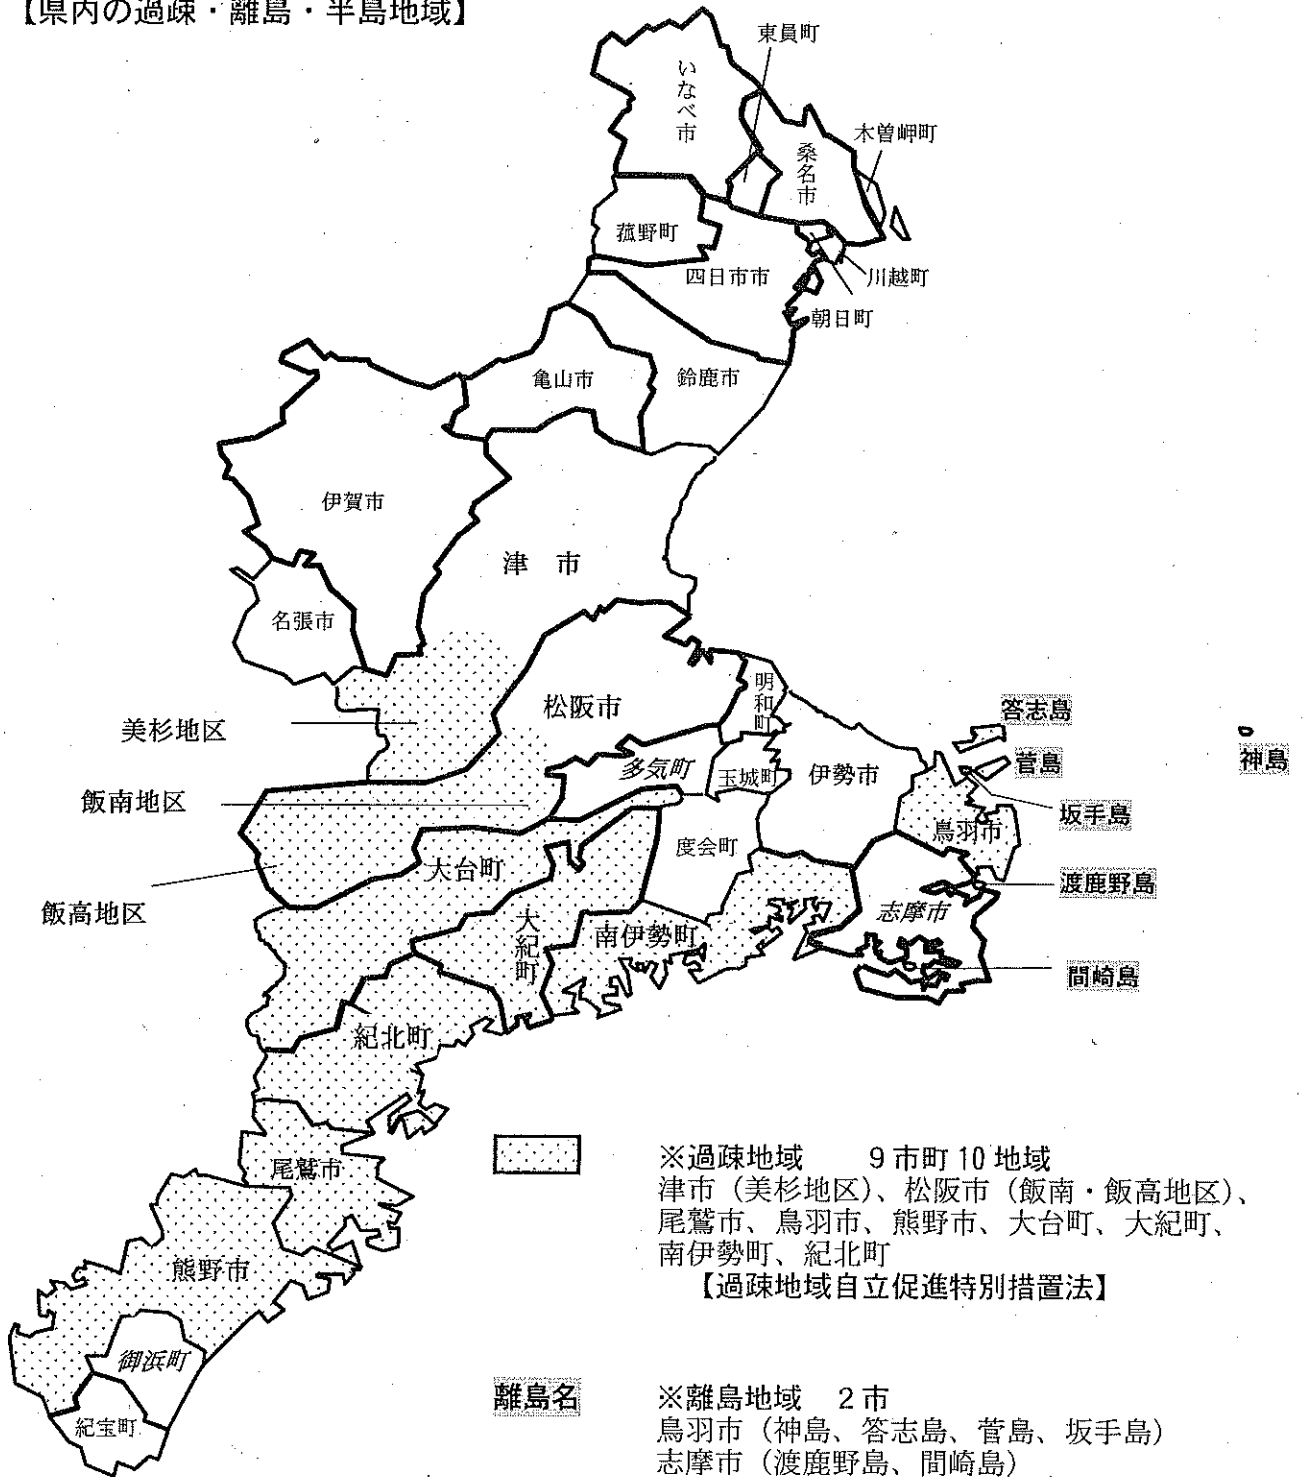 【県内の過疎・離島・半島地域】
東員町
いなべ市
木曽岬町
桑名市
菰野町
四日市市
川越町
朝日町
亀山市
鈴鹿市
伊賀市
津 市
名張市
明和町
松阪市
答志島
美杉地区
神島
菅島
多気町
玉城町
伊勢市
飯南地区
坂手島
鳥羽市
度会町
大台町
渡鹿野島
飯高地区
志摩市
大紀町
南伊勢町
間崎島
紀北町
尾鷲市
熊野市
御浜町
紀宝町
※過疎地域 9市町10地域
津市(美杉地区)、松阪市(飯南・飯高地区)、
尾鷲市、鳥羽市、熊野市、大台町、大紀町、
南伊勢町、紀北町
【過疎地域自立促進特別措置法】
離島名
※離島地域 2市
鳥羽市(神島、答志島、菅島、坂手島)
志摩市(渡鹿野島、間崎島)